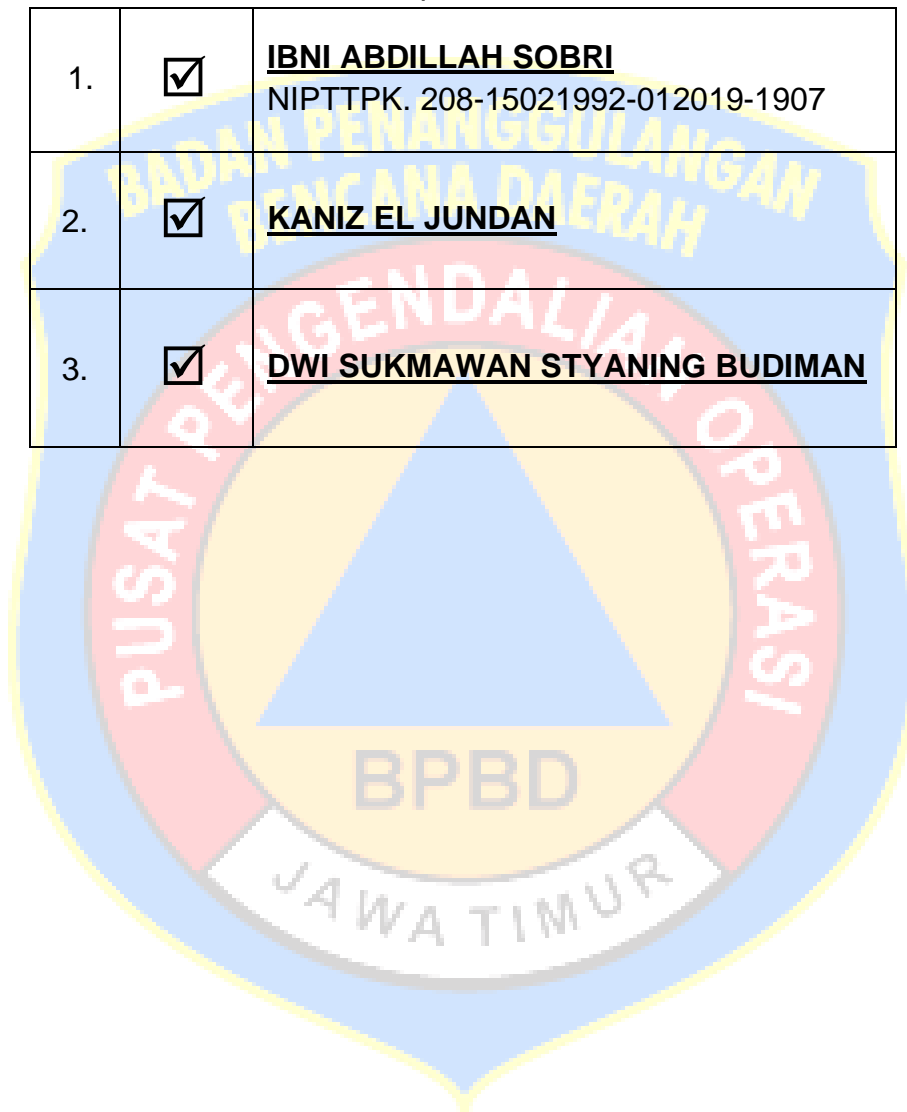 1. ☑ IBNI ABDILLAH SOBRI
NIPTTPK. 208-15021992-012019-1907
2. ☑ KANIZ EL JUNDAN
3. ☑ DWI SUKMAWAN STYANING BUDIMAN
BADAN PENANGGULANGAN
BENCANA DAERAH
PUSAT PENGENDALIAN OPERASI
BPBD
JAWA TIMUR